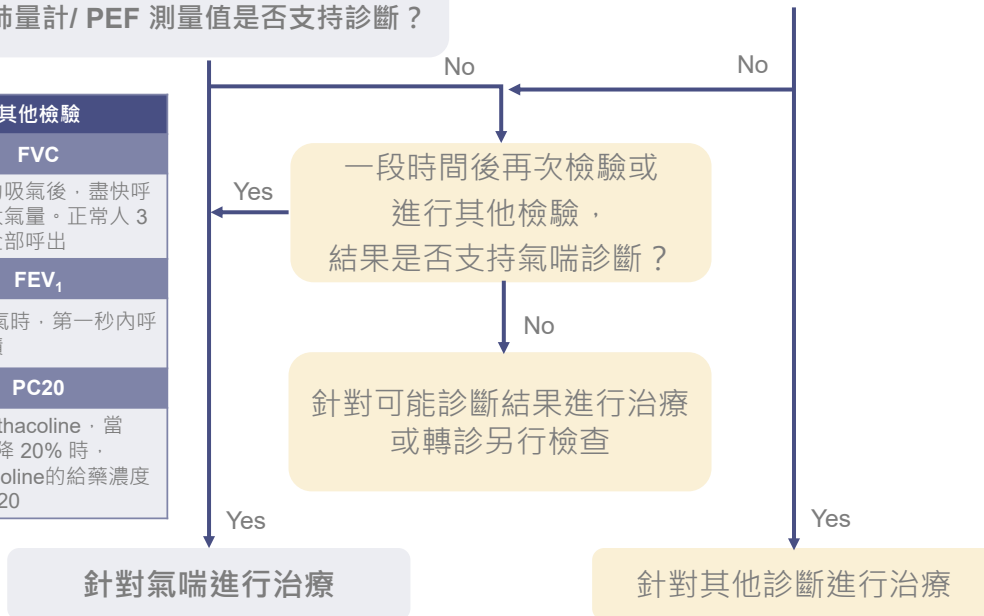 肺量計/ PEF 測量值是否支持診斷？
No
No
其他檢驗
FVC
吸氣後，盡快呼
氣量。正常人 3
部呼出
FEV1
氣時，第一秒內呼
PC20
thacoline，當
降 20% 時，
oline的給藥濃度
20
一段時間後再次檢驗或
進行其他檢驗，
結果是否支持氣喘診斷？
Yes
No
針對可能診斷結果進行治療
或轉診另行檢查
Yes
Yes
針對氣喘進行治療
針對其他診斷進行治療